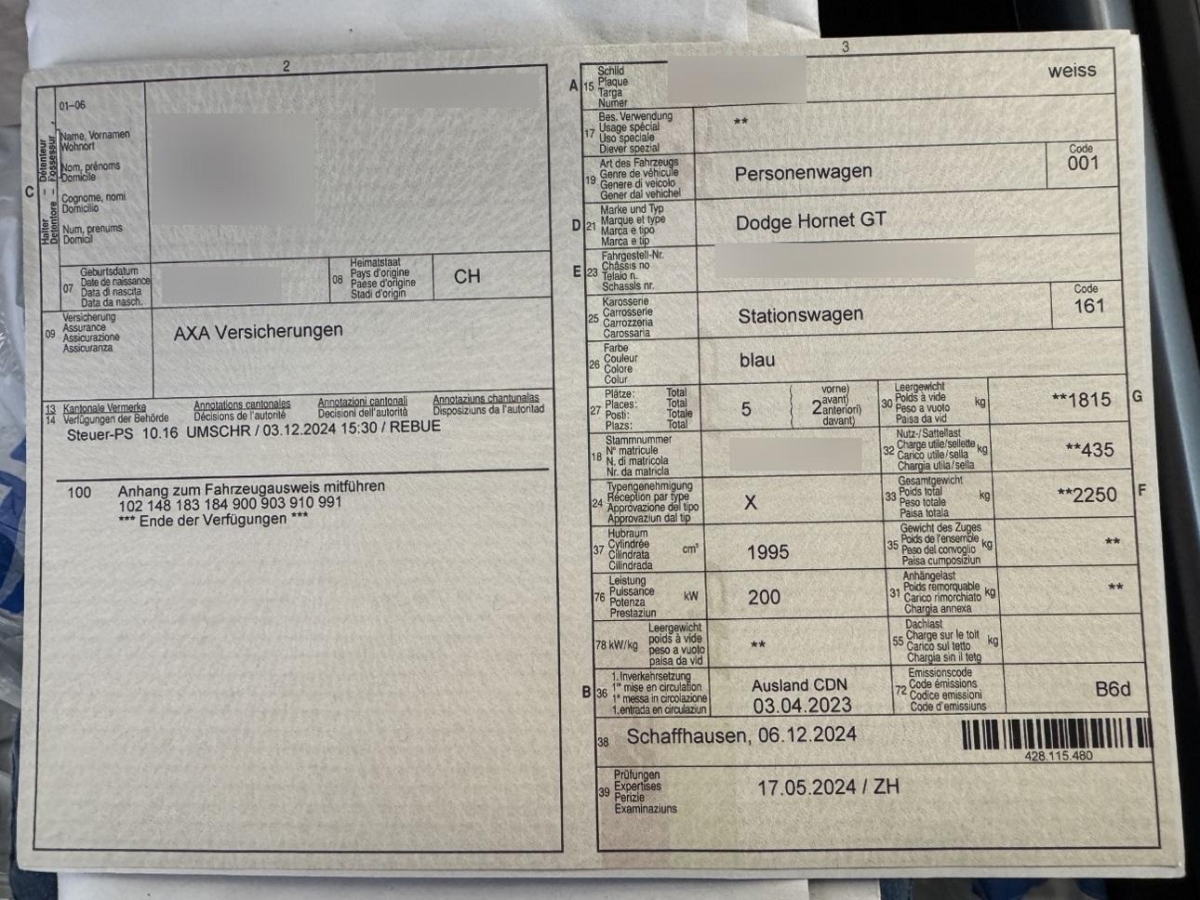 2
01–06
Halter – Détenteur
Detentore – Possessur
C
Name, Vornamen
Wohnort
Nom, prénoms
Domicile
Cognome, nomi
Domicilio
Num, prenums
Domicil
07
Geburtsdatum
Date de naissance
Data di nascita
Data da nasch.
08
Heimatstaat
Pays d'origine
Paese d'origine
Stadi d'origin
CH
09
Versicherung
Assurance
Assicurazione
Assicuranza
AXA Versicherungen
13 Kantonale Vermerke Annotations cantonales Annotazioni cantonali Annotaziuns chantunalas
14 Verfügungen der Behörde Décisions de l'autorité Decisioni dell'autorità Disposiziuns da l'autoritad
Steuer-PS 10.16 UMSCHR / 03.12.2024 15:30 / REBUE
100 Anhang zum Fahrzeugausweis mitführen
102 148 183 184 900 903 910 991
*** Ende der Verfügungen ***
3
A 15
Schild
Plaque
Targa
Numer
weiss
17
Bes. Verwendung
Usage spécial
Uso speciale
Diever spezial
**
19
Art des Fahrzeugs
Genre de véhicule
Genere di veicolo
Gener dal vehichel
Personenwagen
Code
001
D 21
Marke und Typ
Marque et type
Marca e tipo
Marca e tip
Dodge Hornet GT
E 23
Fahrgestell-Nr.
Châssis no
Telaio n.
Schassis nr.
25
Karosserie
Carrosserie
Carrozzeria
Carossaria
Stationswagen
Code
161
26
Farbe
Couleur
Colore
Colur
blau
27
Plätze: Total
Places: Total
Posti: Totale
Plazs: Total
5
2
vorne)
avant)
anteriori)
davant)
30
Leergewicht
Poids à vide
Peso a vuoto
Paisa da vid
kg
**1815
G
18
Stammnummer
N° matricule
N. di matricola
Nr. da matricla
32
Nutz-/Sattellast
Charge utile/sellette
Carico utile/sella
Chargia utila/sella
kg
**435
24
Typengenehmigung
Réception par type
Approvazione del tipo
Approvaziun dal tip
X
33
Gesamtgewicht
Poids total
Peso totale
Paisa totala
kg
**2250
F
37
Hubraum
Cylindrée
Cilindrata
Cilindrada
cm³
1995
35
Gewicht des Zuges
Poids de l'ensemble
Peso del convoglio
Paisa cumposiziun
kg
**
76
Leistung
Puissance
Potenza
Prestaziun
kW
200
31
Anhängelast
Poids remorquable
Carico rimorchiato
Chargia annexa
kg
**
78 kW/kg
Leergewicht
poids à vide
peso a vuoto
paisa da vid
**
55
Dachlast
Charge sur le toit
Carico sul tetto
Chargia sin il tetg
kg
B 36
1. Inverkehrsetzung
1re mise en circulation
1a messa in circolazione
1. entrada en circulaziun
Ausland CDN
03.04.2023
72
Emissionscode
Code émissions
Codice emissioni
Code d'emissiuns
B6d
38
Schaffhausen, 06.12.2024
428.115.480
39
Prüfungen
Expertises
Perizie
Examinaziuns
17.05.2024 / ZH